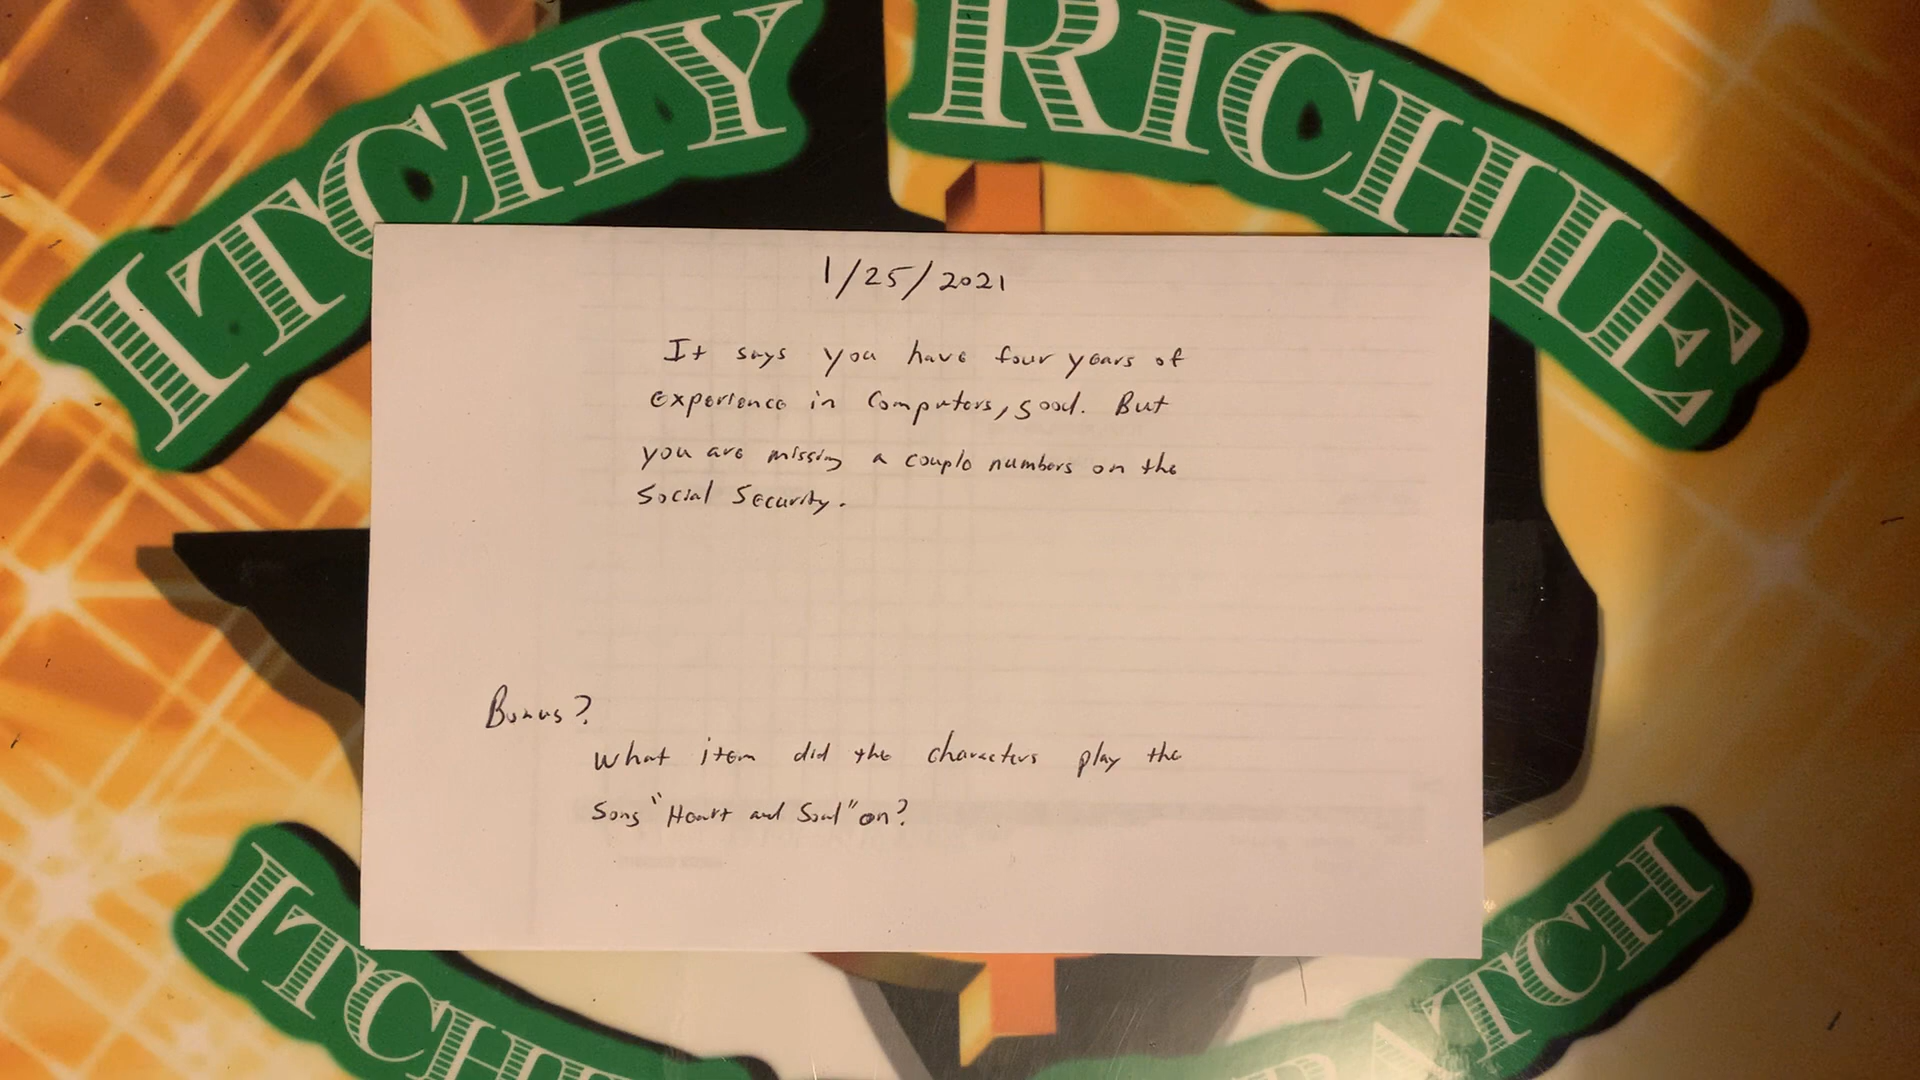 ITCHY RICHIE
1/25/2021
It says you have four years of
experience in Computers, good. But
you are missing a couple numbers on the
Social Security.
Bonus?
What item did the characters play the
Song "Heart and Soul" on?